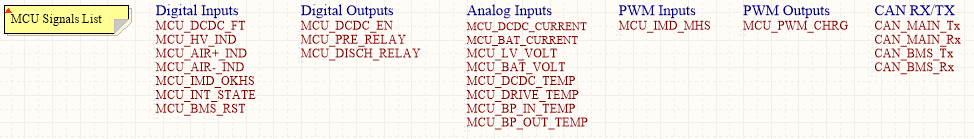 MCU Signals List
Digital Inputs
MCU_DCDC_FT
MCU_HV_IND
MCU_AIR+_IND
MCU_AIR-_IND
MCU_IMD_OKHS
MCU_INT_STATE
MCU_BMS_RST
Digital Outputs
MCU_DCDC_EN
MCU_PRE_RELAY
MCU_DISCH_RELAY
Analog Inputs
MCU_DCDC_CURRENT
MCU_BAT_CURRENT
MCU_LV_VOLT
MCU_BAT_VOLT
MCU_DCDC_TEMP
MCU_DRIVE_TEMP
MCU_BP_IN_TEMP
MCU_BP_OUT_TEMP
PWM Inputs
MCU_IMD_MHS
PWM Outputs
MCU_PWM_CHRG
CAN RX/TX
CAN_MAIN_Tx
CAN_MAIN_Rx
CAN_BMS_Tx
CAN_BMS_Rx